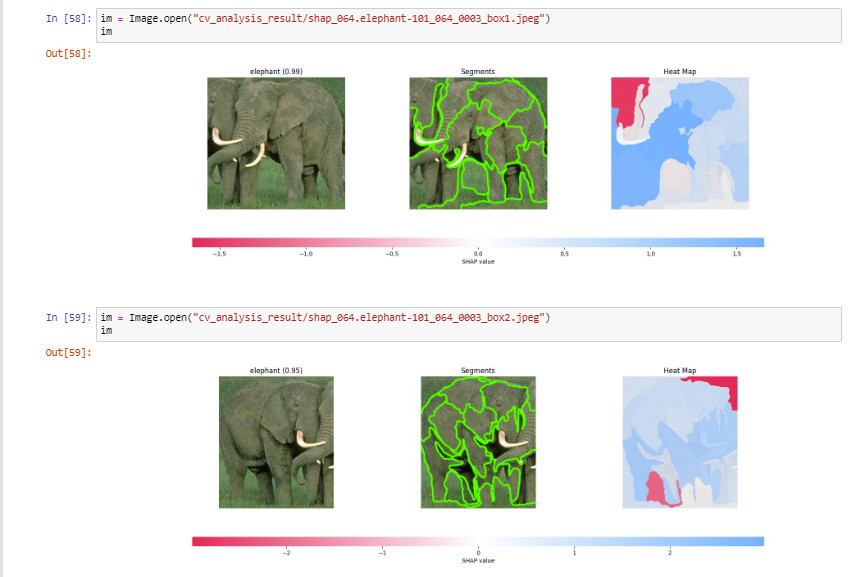 In [58]: im = Image.open("cv_analysis_result/shap_064.elephant-101_064_0003_box1.jpeg")
im
Out[58]:
elephant (0.99) Segments Heat Map
−1.5 −1.0 −0.5 0.0 0.5 1.0 1.5
SHAP value
In [59]: im = Image.open("cv_analysis_result/shap_064.elephant-101_064_0003_box2.jpeg")
im
Out[59]:
elephant (0.95) Segments Heat Map
−2 −1 0 1 2
SHAP value